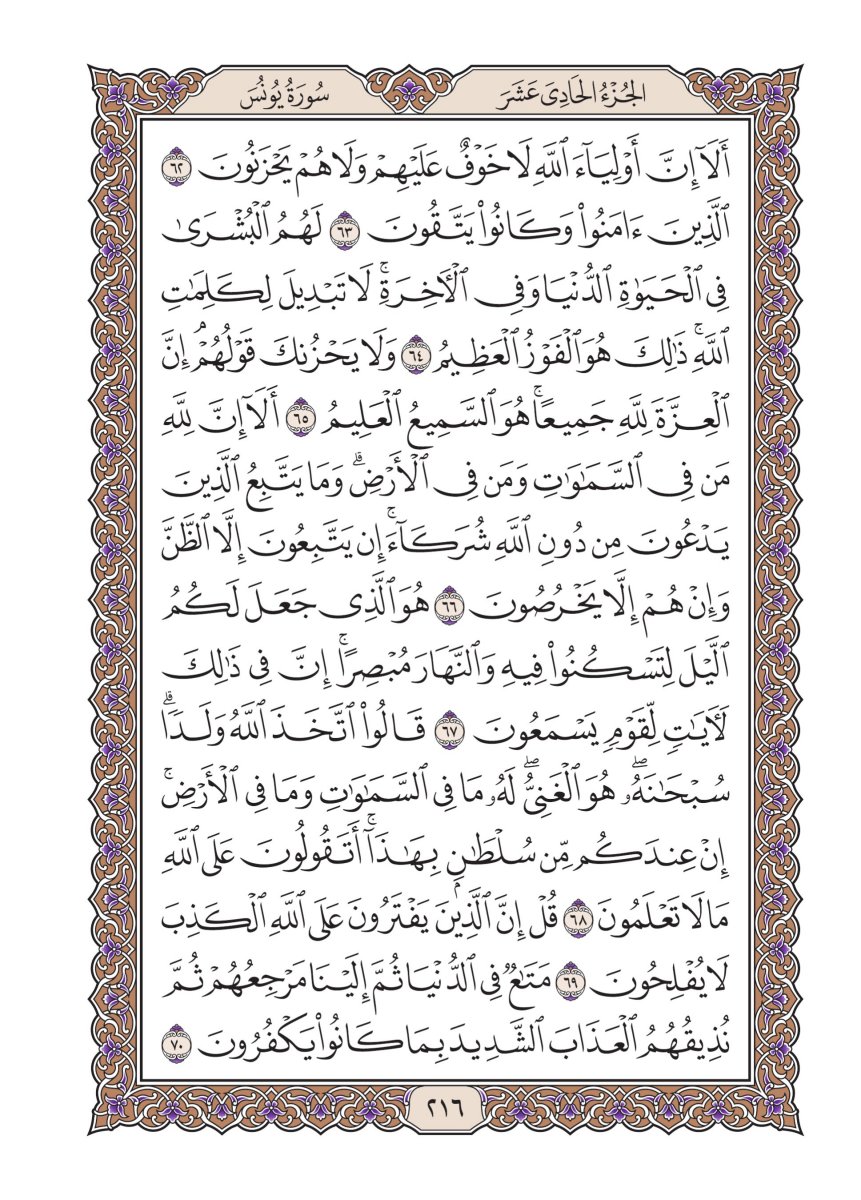 الجُزْءُ الحَادِى عَشَرَ
سُورَةُ يُونُسَ
أَلَآ إِنَّ أَوْلِيَآءَ ٱللَّهِ لَا خَوْفٌ عَلَيْهِمْ وَلَا هُمْ يَحْزَنُونَ ٦٢
ٱلَّذِينَ ءَامَنُوا۟ وَكَانُوا۟ يَتَّقُونَ ٦٣ لَهُمُ ٱلْبُشْرَىٰ
فِى ٱلْحَيَوٰةِ ٱلدُّنْيَا وَفِى ٱلْـَٔاخِرَةِ ۚ لَا تَبْدِيلَ لِكَلِمَـٰتِ
ٱللَّهِ ۚ ذَٰلِكَ هُوَ ٱلْفَوْزُ ٱلْعَظِيمُ ٦٤ وَلَا يَحْزُنكَ قَوْلُهُمْ ۘ إِنَّ
ٱلْعِزَّةَ لِلَّهِ جَمِيعًا ۚ هُوَ ٱلسَّمِيعُ ٱلْعَلِيمُ ٦٥ أَلَآ إِنَّ لِلَّهِ
مَن فِى ٱلسَّمَـٰوَٰتِ وَمَن فِى ٱلْأَرْضِ ۗ وَمَا يَتَّبِعُ ٱلَّذِينَ
يَدْعُونَ مِن دُونِ ٱللَّهِ شُرَكَآءَ ۚ إِن يَتَّبِعُونَ إِلَّا ٱلظَّنَّ
وَإِنْ هُمْ إِلَّا يَخْرُصُونَ ٦٦ هُوَ ٱلَّذِى جَعَلَ لَكُمُ
ٱلَّيْلَ لِتَسْكُنُوا۟ فِيهِ وَٱلنَّهَارَ مُبْصِرًا ۚ إِنَّ فِى ذَٰلِكَ
لَـَٔايَـٰتٍ لِّقَوْمٍ يَسْمَعُونَ ٦٧ قَالُوا۟ ٱتَّخَذَ ٱللَّهُ وَلَدًا ۗ
سُبْحَـٰنَهُۥ ۖ هُوَ ٱلْغَنِىُّ ۖ لَهُۥ مَا فِى ٱلسَّمَـٰوَٰتِ وَمَا فِى ٱلْأَرْضِ ۚ
إِنْ عِندَكُم مِّن سُلْطَـٰنٍۭ بِهَـٰذَآ ۚ أَتَقُولُونَ عَلَى ٱللَّهِ
مَا لَا تَعْلَمُونَ ٦٨ قُلْ إِنَّ ٱلَّذِينَ يَفْتَرُونَ عَلَى ٱللَّهِ ٱلْكَذِبَ
لَا يُفْلِحُونَ ٦٩ مَتَـٰعٌ فِى ٱلدُّنْيَا ثُمَّ إِلَيْنَا مَرْجِعُهُمْ ثُمَّ
نُذِيقُهُمُ ٱلْعَذَابَ ٱلشَّدِيدَ بِمَا كَانُوا۟ يَكْفُرُونَ ٧٠
٢١٦